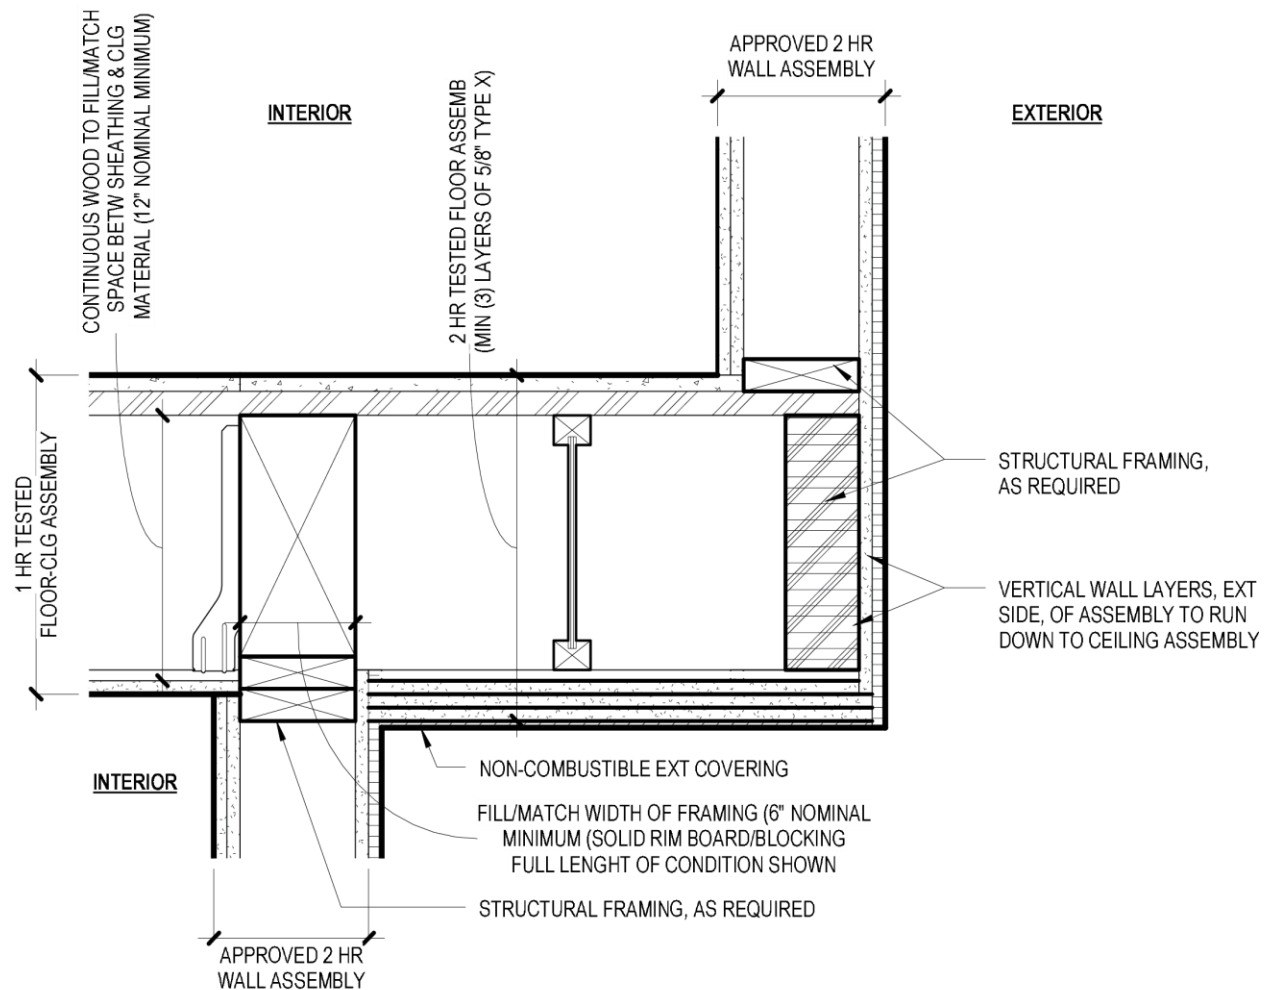 APPROVED 2 HR
WALL ASSEMBLY
INTERIOR
EXTERIOR
CONTINUOUS WOOD TO FILL/MATCH
SPACE BETW SHEATHING & CLG
MATERIAL (12" NOMINAL MINIMUM)
2 HR TESTED FLOOR ASSEMB
(MIN (3) LAYERS OF 5/8" TYPE X)
1 HR TESTED
FLOOR-CLG ASSEMBLY
STRUCTURAL FRAMING,
AS REQUIRED
VERTICAL WALL LAYERS, EXT
SIDE, OF ASSEMBLY TO RUN
DOWN TO CEILING ASSEMBLY
NON-COMBUSTIBLE EXT COVERING
INTERIOR
FILL/MATCH WIDTH OF FRAMING (6" NOMINAL
MINIMUM (SOLID RIM BOARD/BLOCKING
FULL LENGHT OF CONDITION SHOWN
STRUCTURAL FRAMING, AS REQUIRED
APPROVED 2 HR
WALL ASSEMBLY